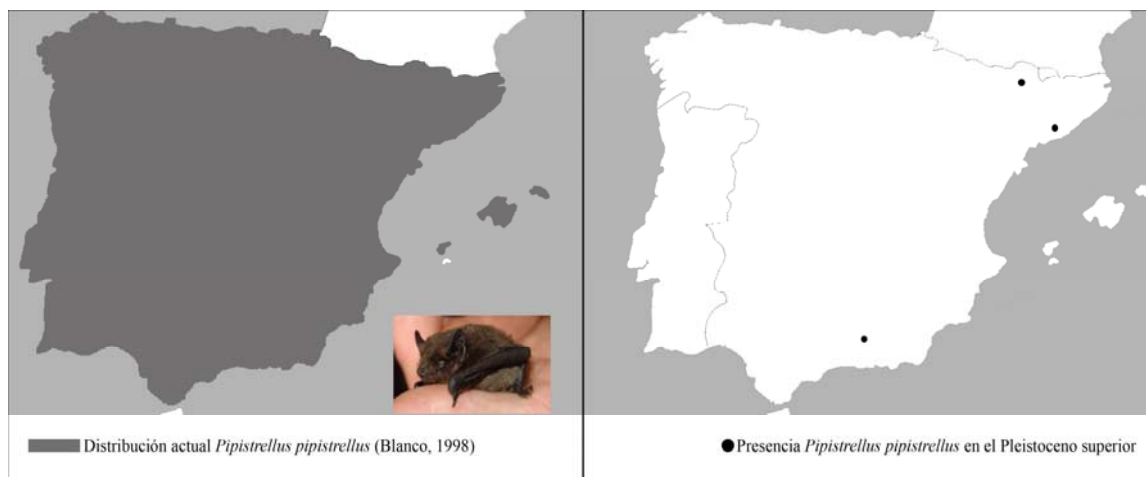 Distribución actual Pipistrellus pipistrellus (Blanco, 1998)
Presencia Pipistrellus pipistrellus en el Pleistoceno superior